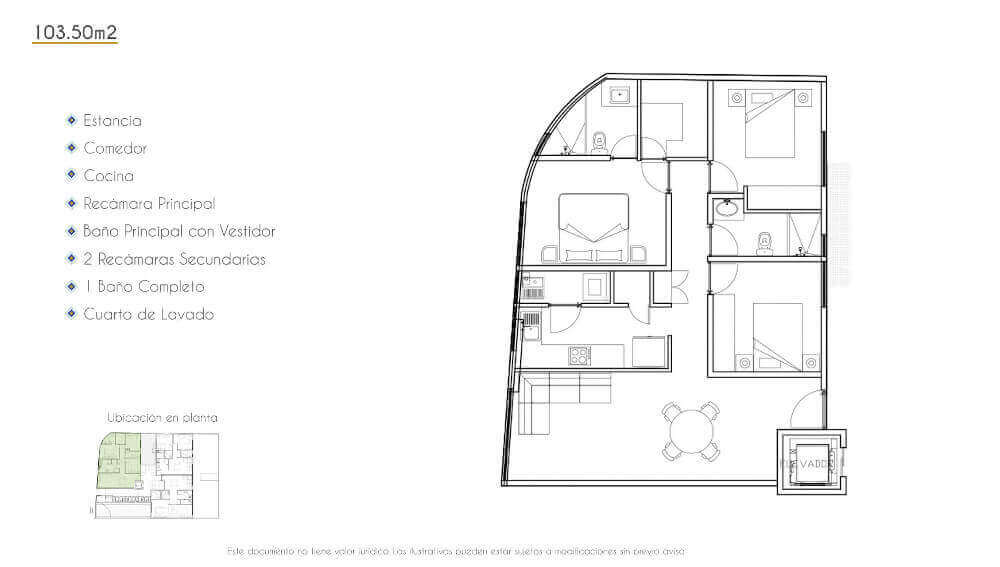 103.50m2
Estancia
Comedor
Cocina
Recámara Principal
Baño Principal con Vestidor
2 Recámaras Secundarias
1 Baño Completo
Cuarto de Lavado
Ubicación en planta
ELEVADOR
Este documento no tiene valor jurídico. Las ilustrativos pueden estar sujetos a modificaciones sin previo aviso